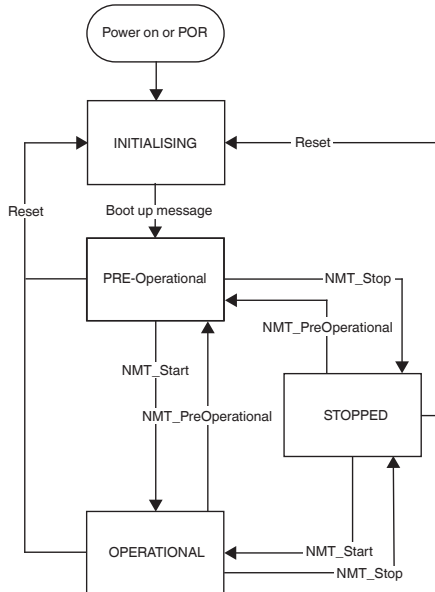 Power on or POR
INITIALISING
Reset
Reset
Boot up message
PRE-Operational
NMT_Stop
NMT_PreOperational
NMT_Start
NMT_PreOperational
STOPPED
OPERATIONAL
NMT_Start
NMT_Stop